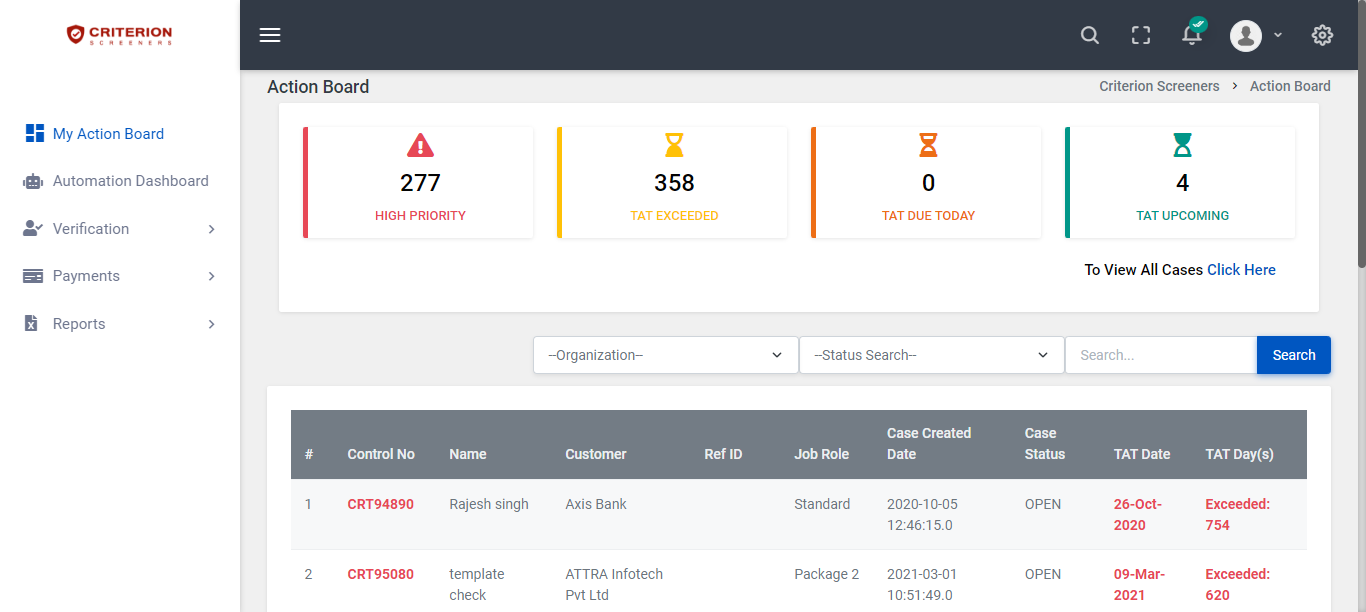 CRITERION
SCREENERS
My Action Board
Automation Dashboard
Verification
Payments
Reports
Action Board
Criterion Screeners > Action Board
277
HIGH PRIORITY
358
TAT EXCEEDED
0
TAT DUE TODAY
4
TAT UPCOMING
To View All Cases Click Here
--Organization--
--Status Search--
Search...
Search
# Control No Name Customer Ref ID Job Role Case Created Date Case Status TAT Date TAT Day(s)
1 CRT94890 Rajesh singh Axis Bank Standard 2020-10-05 12:46:15.0 OPEN 26-Oct-2020 Exceeded: 754
2 CRT95080 template check ATTRA Infotech Pvt Ltd Package 2 2021-03-01 10:51:49.0 OPEN 09-Mar-2021 Exceeded: 620